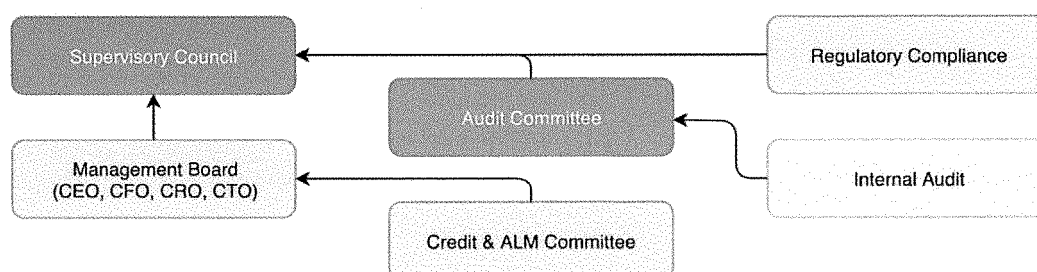 Supervisory Council
Regulatory Compliance
Audit Committee
Management Board
(CEO, CFO, CRO, CTO)
Internal Audit
Credit & ALM Committee